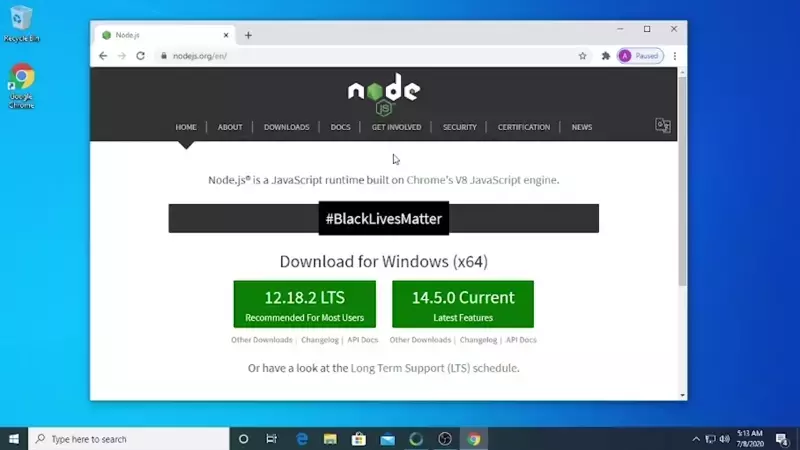 Recycle Bin
Google
Chrome
Node.js
nodejs.org/en/
A Paused
node
JS
HOME | ABOUT | DOWNLOADS | DOCS | GET INVOLVED | SECURITY | CERTIFICATION | NEWS
Node.js® is a JavaScript runtime built on Chrome's V8 JavaScript engine.
#BlackLivesMatter
Download for Windows (x64)
12.18.2 LTS
Recommended For Most Users
14.5.0 Current
Latest Features
Other Downloads | Changelog | API Docs
Other Downloads | Changelog | API Docs
Or have a look at the Long Term Support (LTS) schedule.
Type here to search
5:13 AM
7/8/2020
4